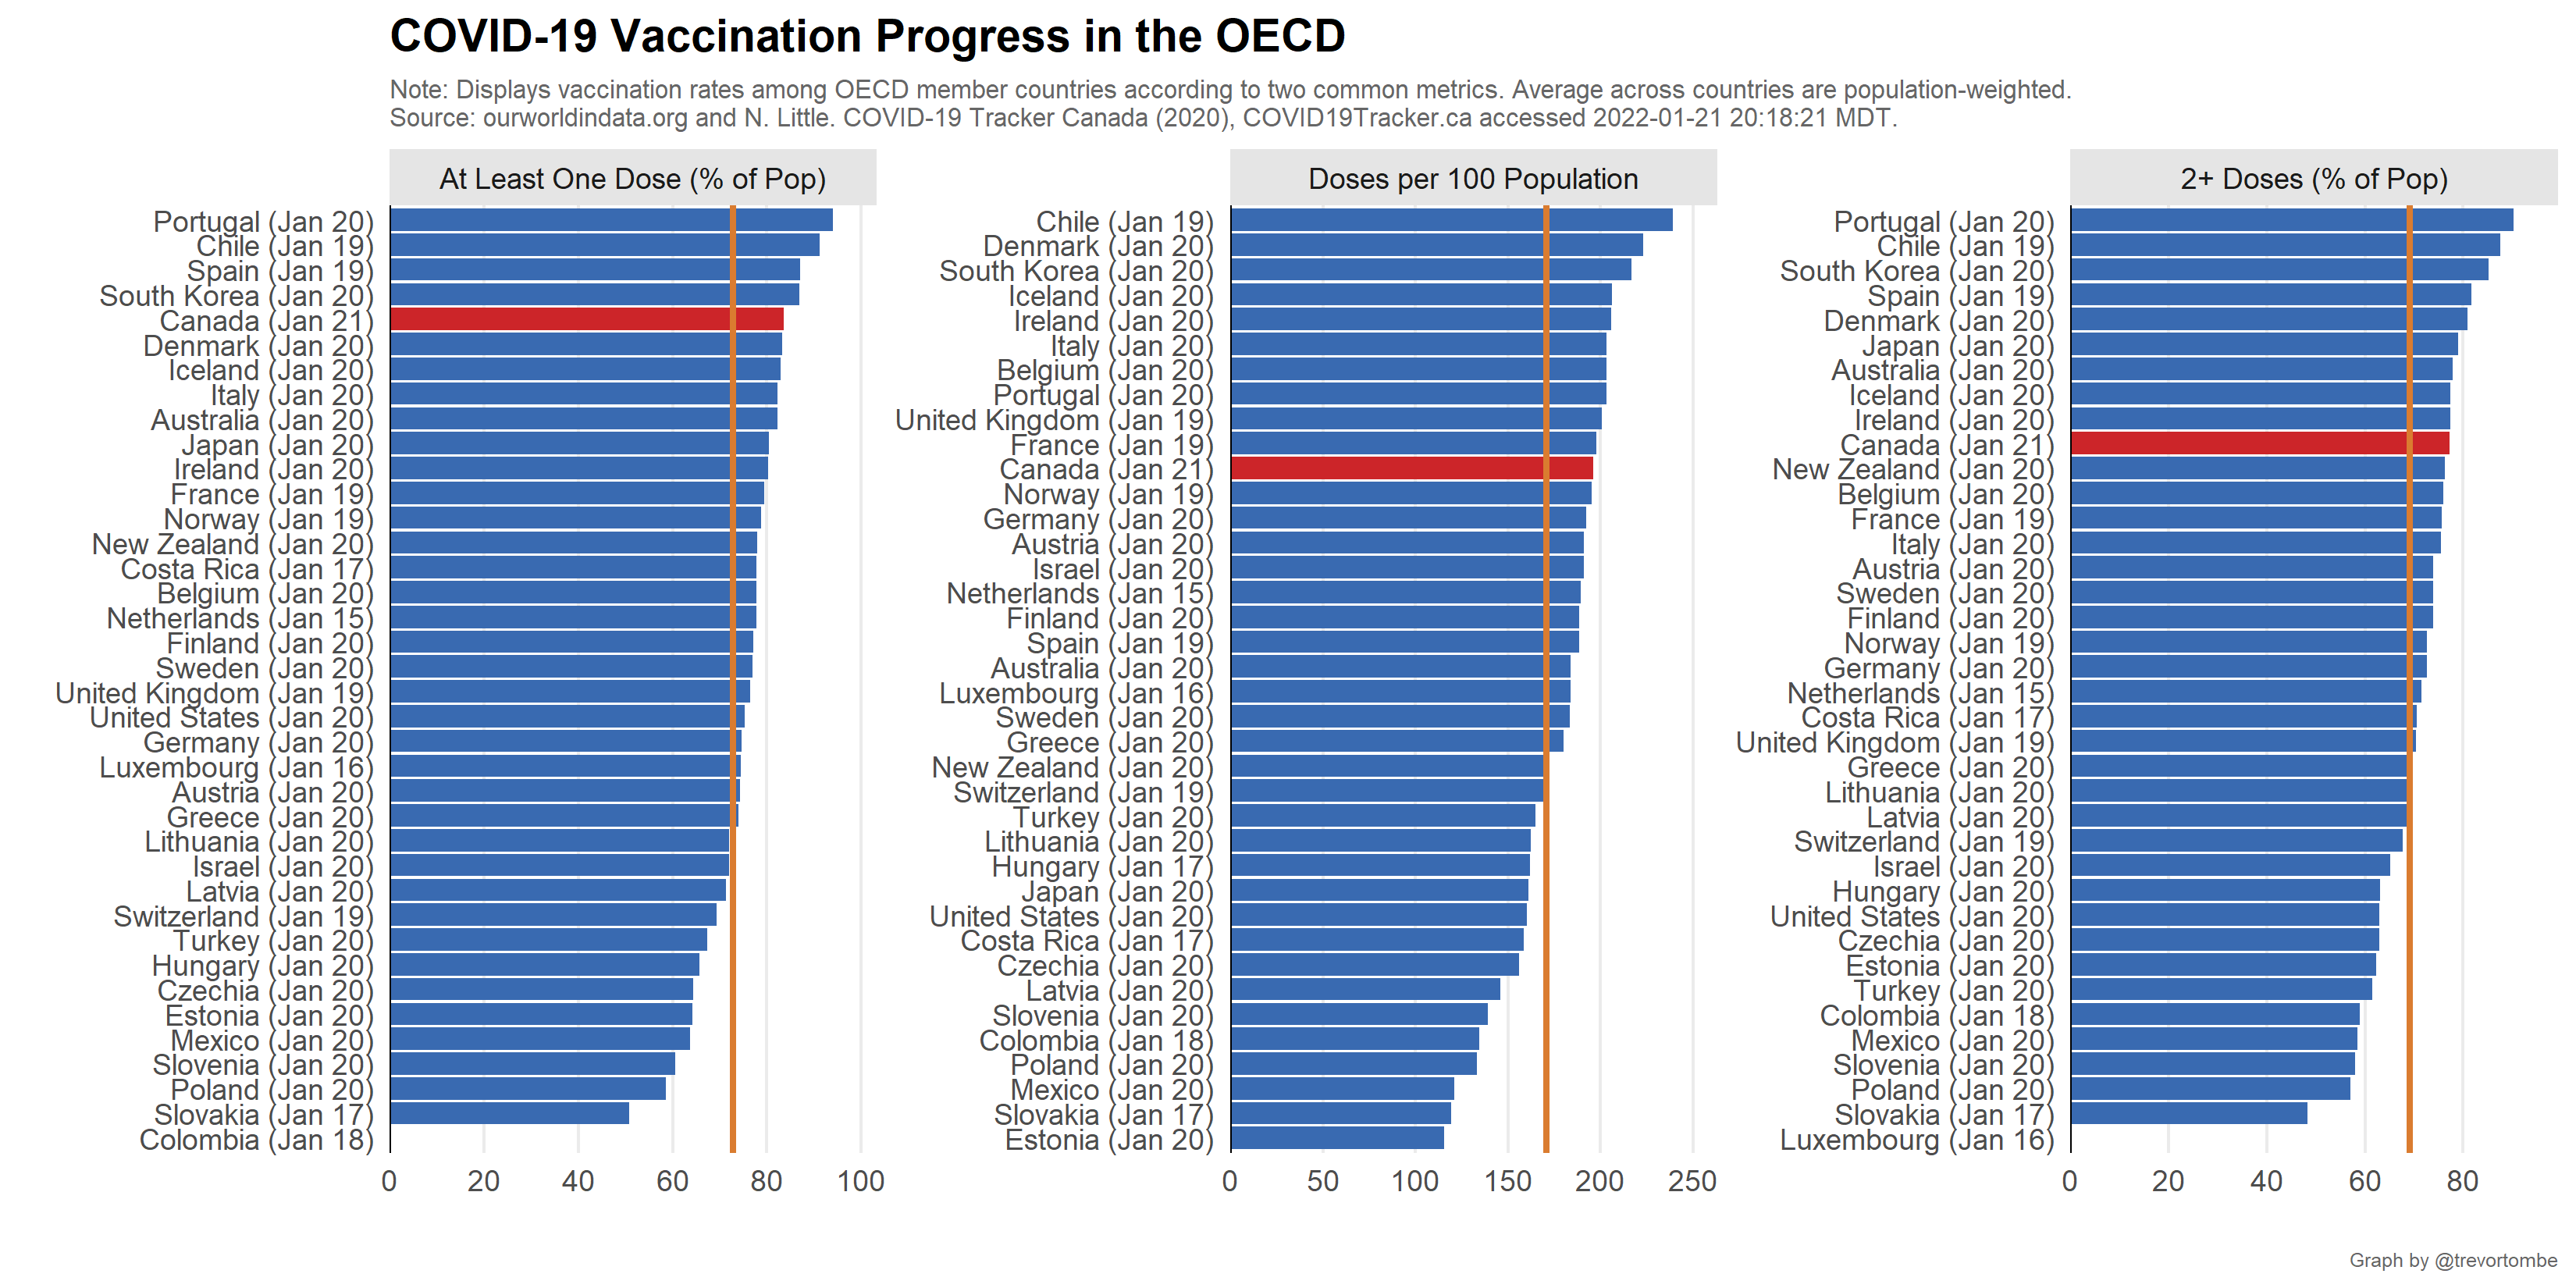 COVID-19 Vaccination Progress in the OECD
Note: Displays vaccination rates among OECD member countries according to two common metrics. Average across countries are population-weighted.
Source: ourworldindata.org and N. Little. COVID-19 Tracker Canada (2020), COVID19Tracker.ca accessed 2022-01-21 20:18:21 MDT.
At Least One Dose (% of Pop)
Portugal (Jan 20)
Chile (Jan 19)
Spain (Jan 19)
South Korea (Jan 20)
Canada (Jan 21)
Denmark (Jan 20)
Iceland (Jan 20)
Italy (Jan 20)
Australia (Jan 20)
Japan (Jan 20)
Ireland (Jan 20)
France (Jan 19)
Norway (Jan 19)
New Zealand (Jan 20)
Costa Rica (Jan 17)
Belgium (Jan 20)
Netherlands (Jan 15)
Finland (Jan 20)
Sweden (Jan 20)
United Kingdom (Jan 19)
United States (Jan 20)
Germany (Jan 20)
Luxembourg (Jan 16)
Austria (Jan 20)
Greece (Jan 20)
Lithuania (Jan 20)
Israel (Jan 20)
Latvia (Jan 20)
Switzerland (Jan 19)
Turkey (Jan 20)
Hungary (Jan 20)
Czechia (Jan 20)
Estonia (Jan 20)
Mexico (Jan 20)
Slovenia (Jan 20)
Poland (Jan 20)
Slovakia (Jan 17)
Colombia (Jan 18)
0 20 40 60 80 100
Doses per 100 Population
Chile (Jan 19)
Denmark (Jan 20)
South Korea (Jan 20)
Iceland (Jan 20)
Ireland (Jan 20)
Italy (Jan 20)
Belgium (Jan 20)
Portugal (Jan 20)
United Kingdom (Jan 19)
France (Jan 19)
Canada (Jan 21)
Norway (Jan 19)
Germany (Jan 20)
Austria (Jan 20)
Israel (Jan 20)
Netherlands (Jan 15)
Finland (Jan 20)
Spain (Jan 19)
Australia (Jan 20)
Luxembourg (Jan 16)
Sweden (Jan 20)
Greece (Jan 20)
New Zealand (Jan 20)
Switzerland (Jan 19)
Turkey (Jan 20)
Lithuania (Jan 20)
Hungary (Jan 17)
Japan (Jan 20)
United States (Jan 20)
Costa Rica (Jan 17)
Czechia (Jan 20)
Latvia (Jan 20)
Slovenia (Jan 20)
Colombia (Jan 18)
Poland (Jan 20)
Mexico (Jan 20)
Slovakia (Jan 17)
Estonia (Jan 20)
0 50 100 150 200 250
2+ Doses (% of Pop)
Portugal (Jan 20)
Chile (Jan 19)
South Korea (Jan 20)
Spain (Jan 19)
Denmark (Jan 20)
Japan (Jan 20)
Australia (Jan 20)
Iceland (Jan 20)
Ireland (Jan 20)
Canada (Jan 21)
New Zealand (Jan 20)
Belgium (Jan 20)
France (Jan 19)
Italy (Jan 20)
Austria (Jan 20)
Sweden (Jan 20)
Finland (Jan 20)
Norway (Jan 19)
Germany (Jan 20)
Netherlands (Jan 15)
Costa Rica (Jan 17)
United Kingdom (Jan 19)
Greece (Jan 20)
Lithuania (Jan 20)
Latvia (Jan 20)
Switzerland (Jan 19)
Israel (Jan 20)
Hungary (Jan 20)
United States (Jan 20)
Czechia (Jan 20)
Estonia (Jan 20)
Turkey (Jan 20)
Colombia (Jan 18)
Mexico (Jan 20)
Slovenia (Jan 20)
Poland (Jan 20)
Slovakia (Jan 17)
Luxembourg (Jan 16)
0 20 40 60 80
Graph by @trevortombe